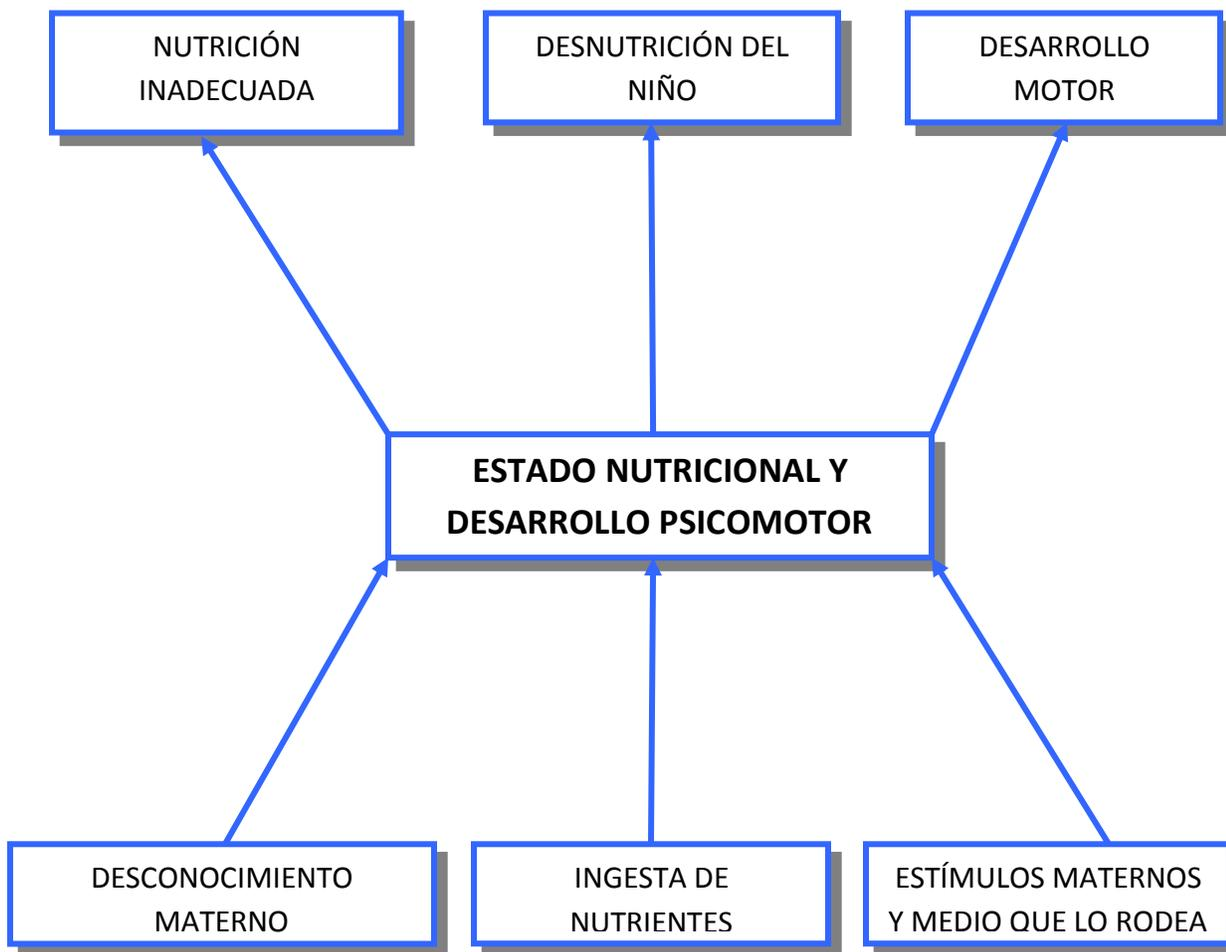 NUTRICIÓN
INADECUADA
DESNUTRICIÓN DEL
NIÑO
DESARROLLO
MOTOR
ESTADO NUTRICIONAL Y
DESARROLLO PSICOMOTOR
DESCONOCIMIENTO
MATERNO
INGESTA DE
NUTRIENTES
ESTÍMULOS MATERNOS
Y MEDIO QUE LO RODEA